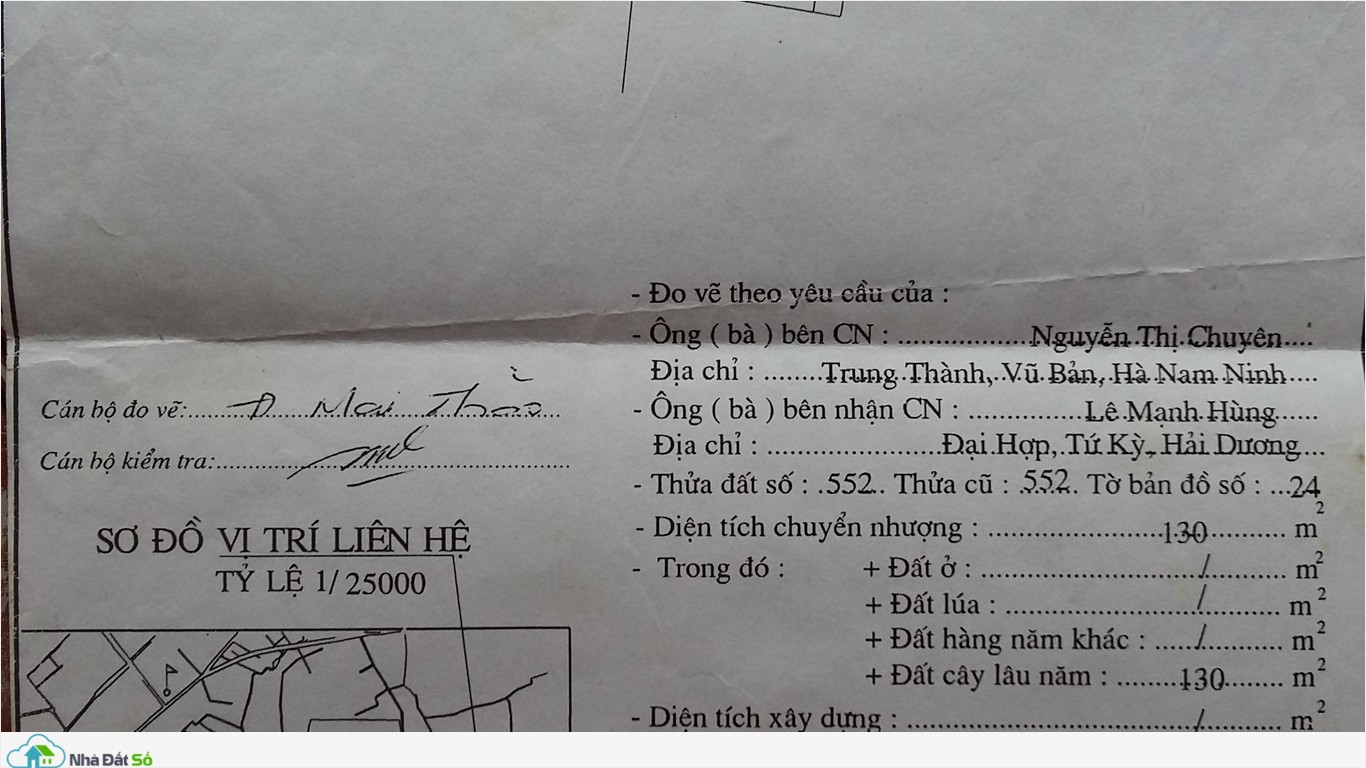 - Đo vẽ theo yêu cầu của :
- Ông ( bà ) bên CN : ..................Nguyễn.Thị.Chuyên....
Địa chỉ : ........Trung.Thành,.Vũ.Bản,.Hà Nam Ninh....
- Ông ( bà ) bên nhận CN : ...............Lê.Mạnh.Hùng......
Địa chỉ : .......................Đại.Hợp,.Tứ Kỳ,.Hải Dương...
- Thửa đất số : .552.. Thửa cũ : .552. Tờ bản đồ số : ...24
- Diện tích chuyển nhượng : .......................130.......... m²
- Trong đó : + Đất ở : ............................./.......... m²
+ Đất lúa : ........................../.......... m²
+ Đất hàng năm khác : ....../.......... m²
+ Đất cây lâu năm : ........130........ m²
- Diện tích xây dựng : ......................................./.......... m²
Cán bộ đo vẽ:........Đ Mai Thảo...
Cán bộ kiểm tra:..............................................
SƠ ĐỒ VỊ TRÍ LIÊN HỆ
TỶ LỆ 1/ 25000
Nhà Đất Số